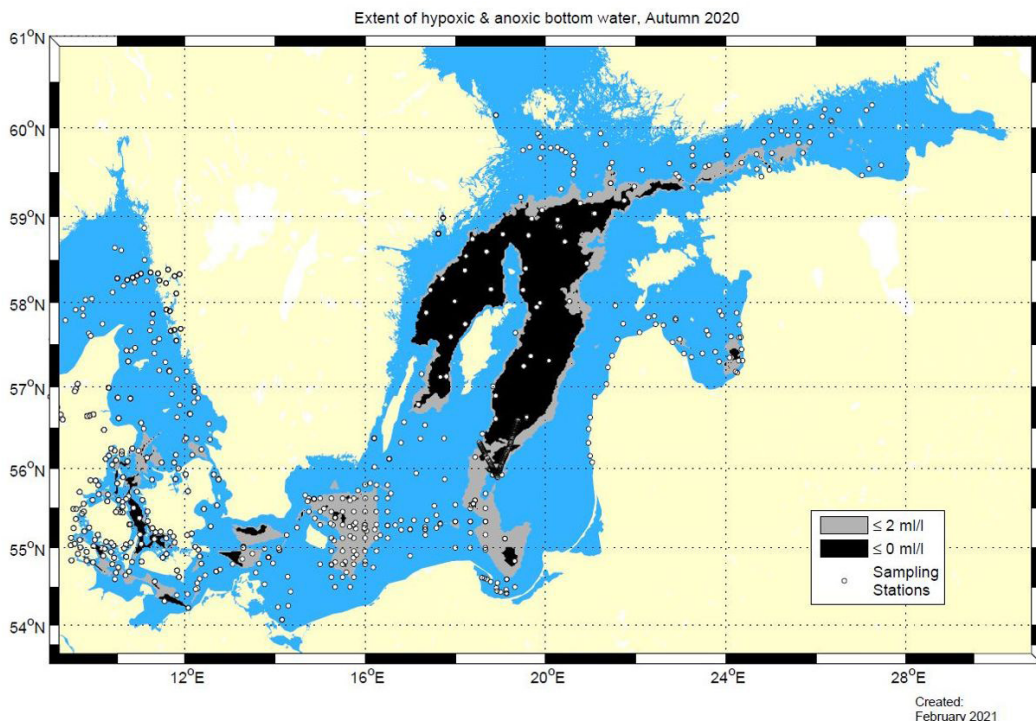 Extent of hypoxic & anoxic bottom water, Autumn 2020
61°N
60°N
59°N
58°N
57°N
56°N
55°N
54°N
≤ 2 ml/l
≤ 0 ml/l
Sampling
Stations
12°E
16°E
20°E
24°E
28°E
Created:
February 2021